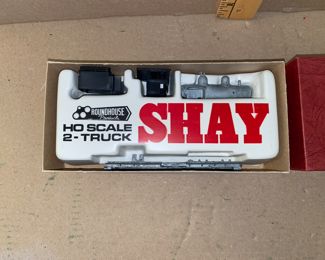 ROUNDHOUSE
Products
HO SCALE
2-TRUCK
SHAY